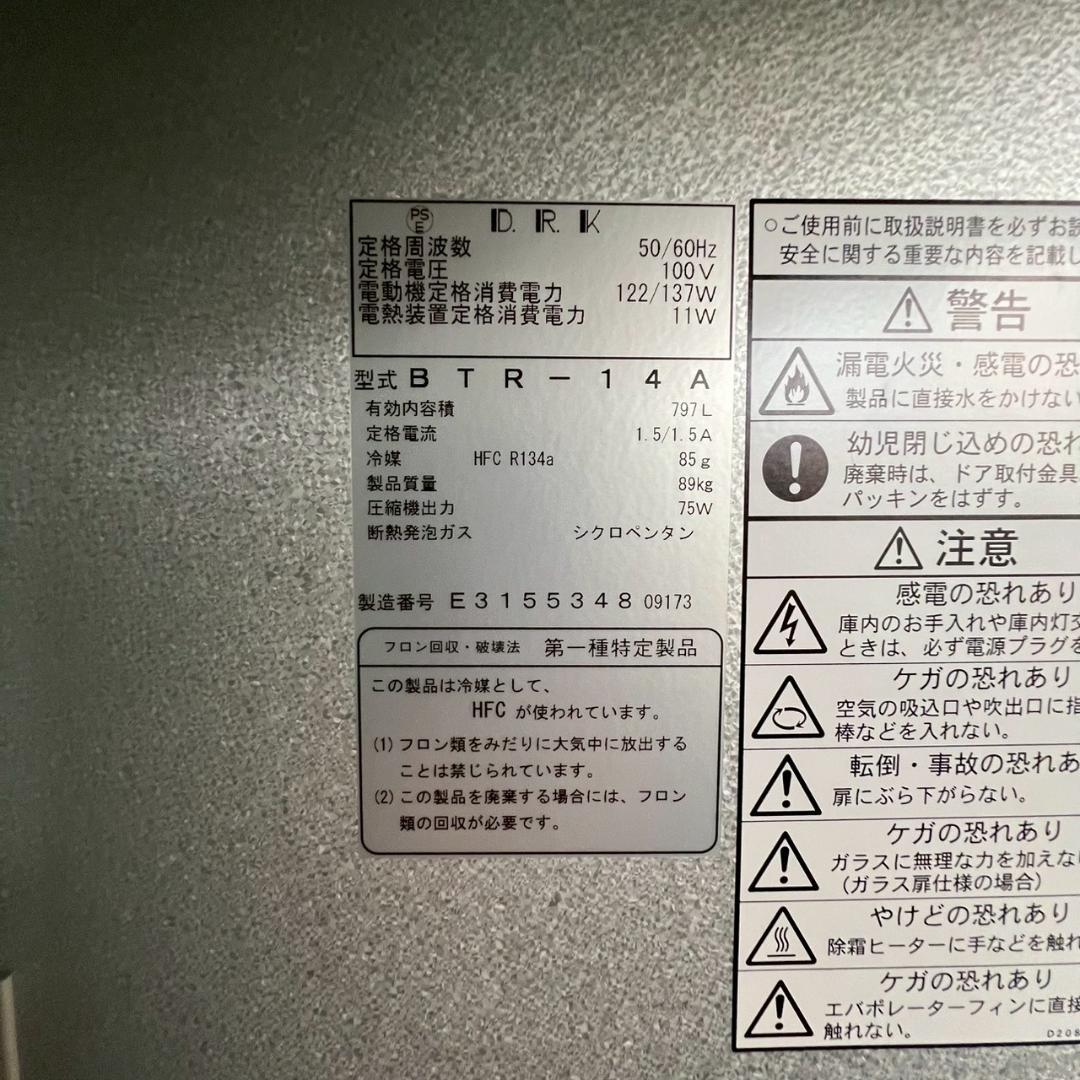 PS E D.R.K
定格周波数 50/60Hz
定格電圧 100V
電動機定格消費電力 122/137W
電熱装置定格消費電力 11W
型式 BTR-14A
有効内容積 797L
定格電流 1.5/1.5A
冷媒 HFC R134a 85g
製品質量 89kg
圧縮機出力 75W
断熱発泡ガス シクロペンタン
製造番号 E3155348 09173
フロン回収・破壊法 第一種特定製品
この製品は冷媒として、
HFC が使われています。
(1) フロン類をみだりに大気中に放出する
ことは禁じられています。
(2) この製品を廃棄する場合には、フロン
類の回収が必要です。
○ご使用前に取扱説明書を必ずお読
安全に関する重要な内容を記載し
警告
漏電火災・感電の恐
製品に直接水をかけない
幼児閉じ込めの恐れ
廃棄時は、ドア取付金具
パッキンをはずす。
注意
感電の恐れあり
庫内のお手入れや庫内灯交
ときは、必ず電源プラグを
ケガの恐れあり
空気の吸込口や吹出口に指
棒などを入れない。
転倒・事故の恐れあ
扉にぶら下がらない。
ケガの恐れあり
ガラスに無理な力を加えな
(ガラス扉仕様の場合)
やけどの恐れあり
除霜ヒーターに手などを触れ
ケガの恐れあり
エバポレーターフィンに直接
触れない。
D208